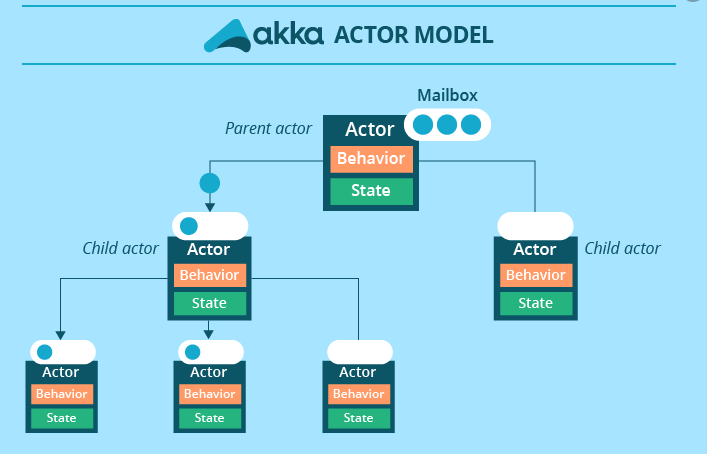 akka ACTOR MODEL
Mailbox
Parent actor
Actor
Behavior
State
Child actor
Actor
Behavior
State
Actor
Behavior
State
Child actor
Actor
Behavior
State
Actor
Behavior
State
Actor
Behavior
State